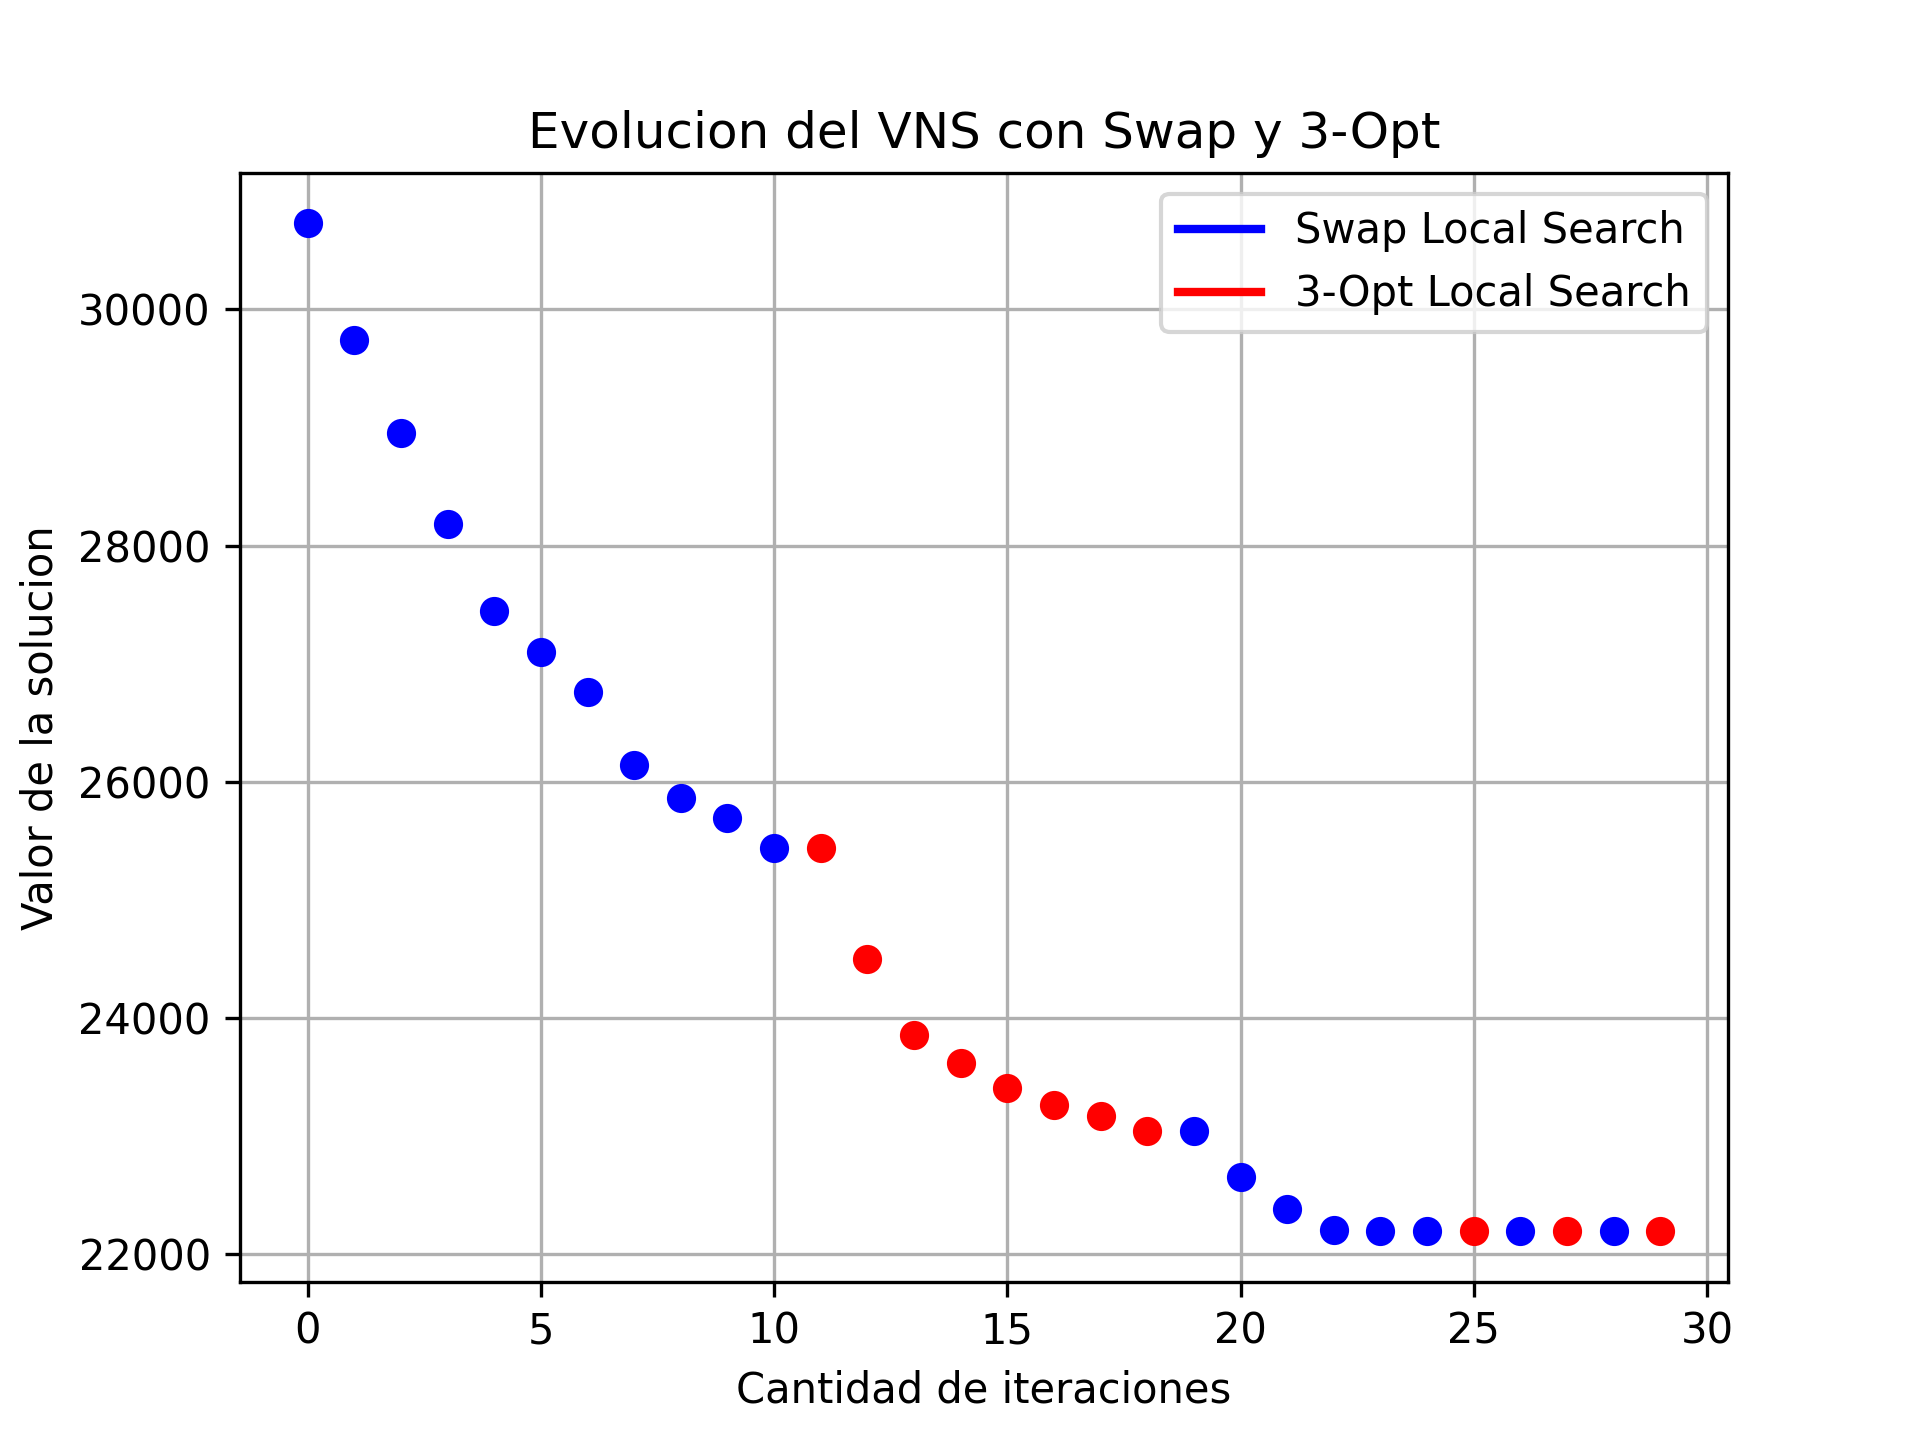 Evolucion del VNS con Swap y 3-Opt
Swap Local Search
3-Opt Local Search
Valor de la solucion
30000
28000
26000
24000
22000
0 5 10 15 20 25 30
Cantidad de iteraciones